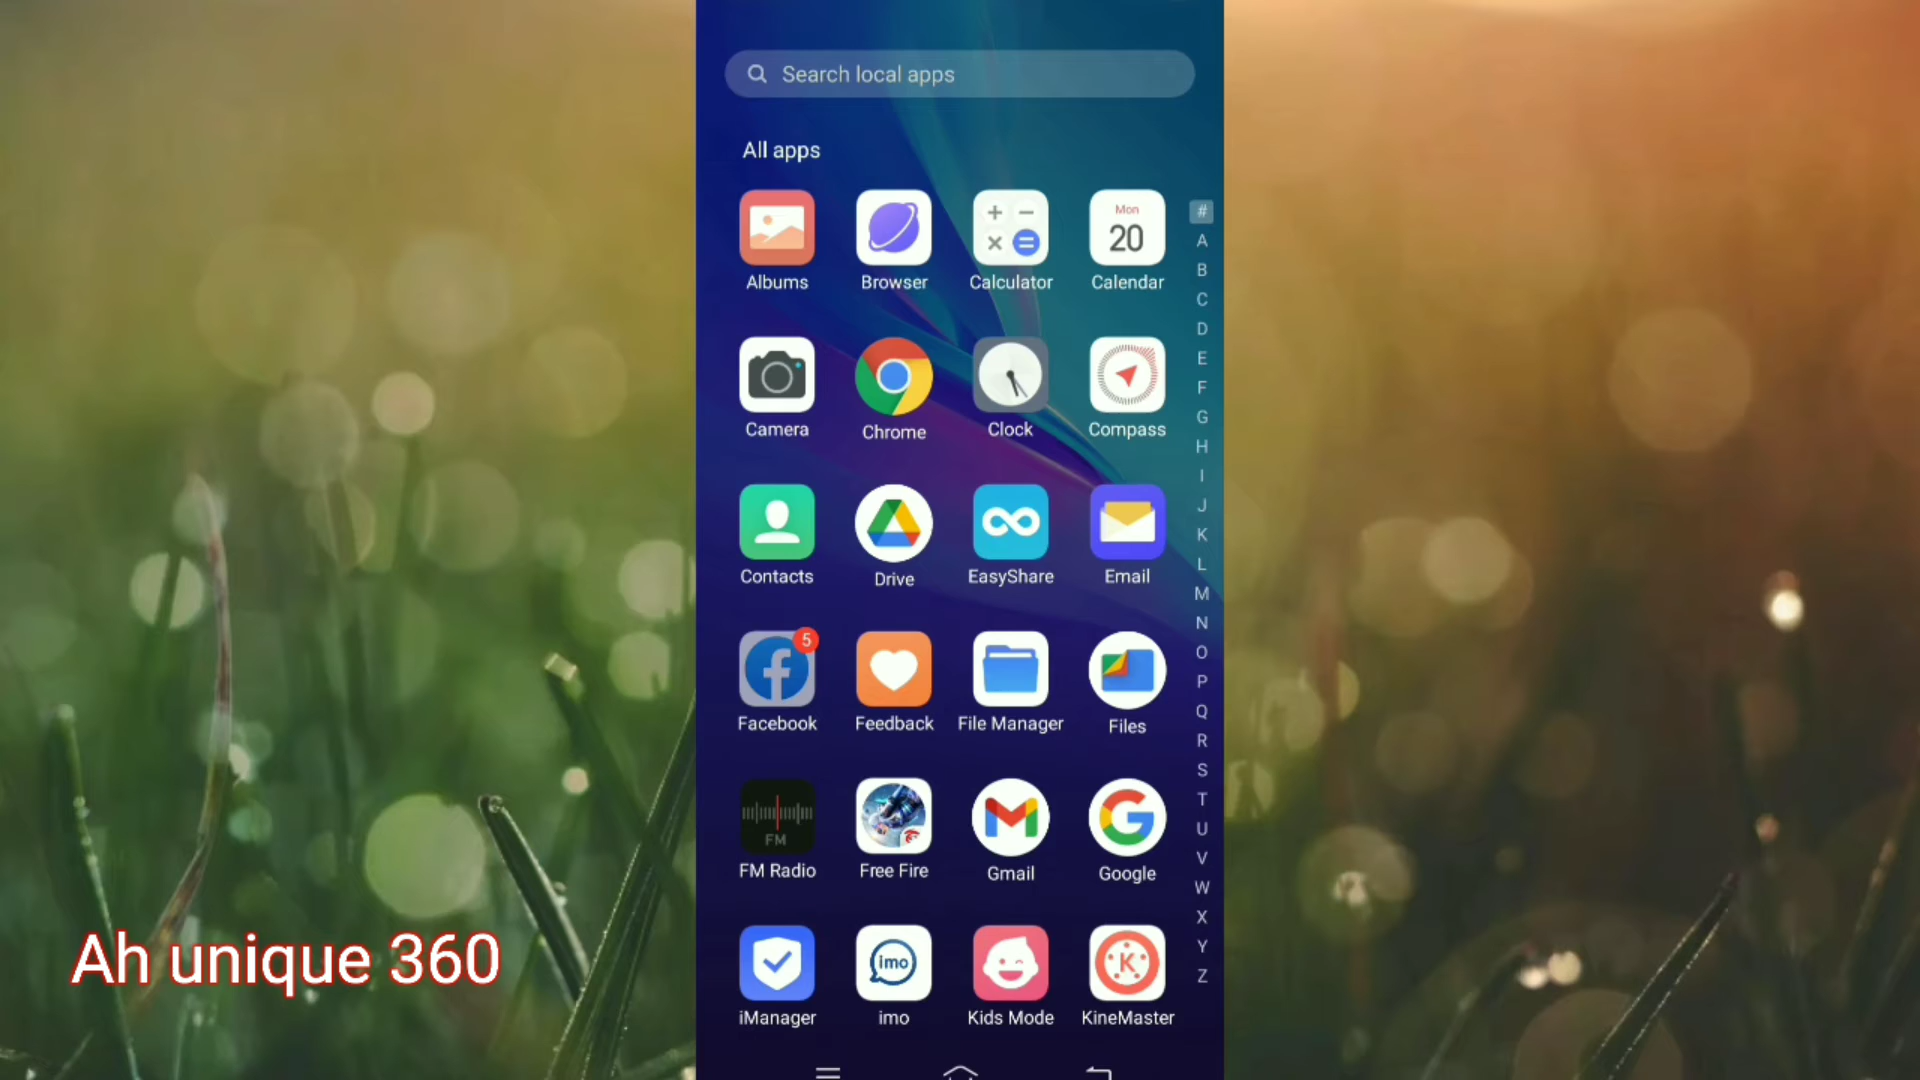 Search local apps
All apps
Mon
20
Albums
Browser
Calculator
Calendar
#
A
B
C
D
E
F
G
H
I
J
K
L
M
N
O
P
Q
R
S
T
U
V
W
X
Y
Z
Camera
Chrome
Clock
Compass
Contacts
Drive
EasyShare
Email
5
Facebook
Feedback
File Manager
Files
FM
FM Radio
Free Fire
Gmail
Google
imo
K
iManager
imo
Kids Mode
KineMaster
Ah unique 360